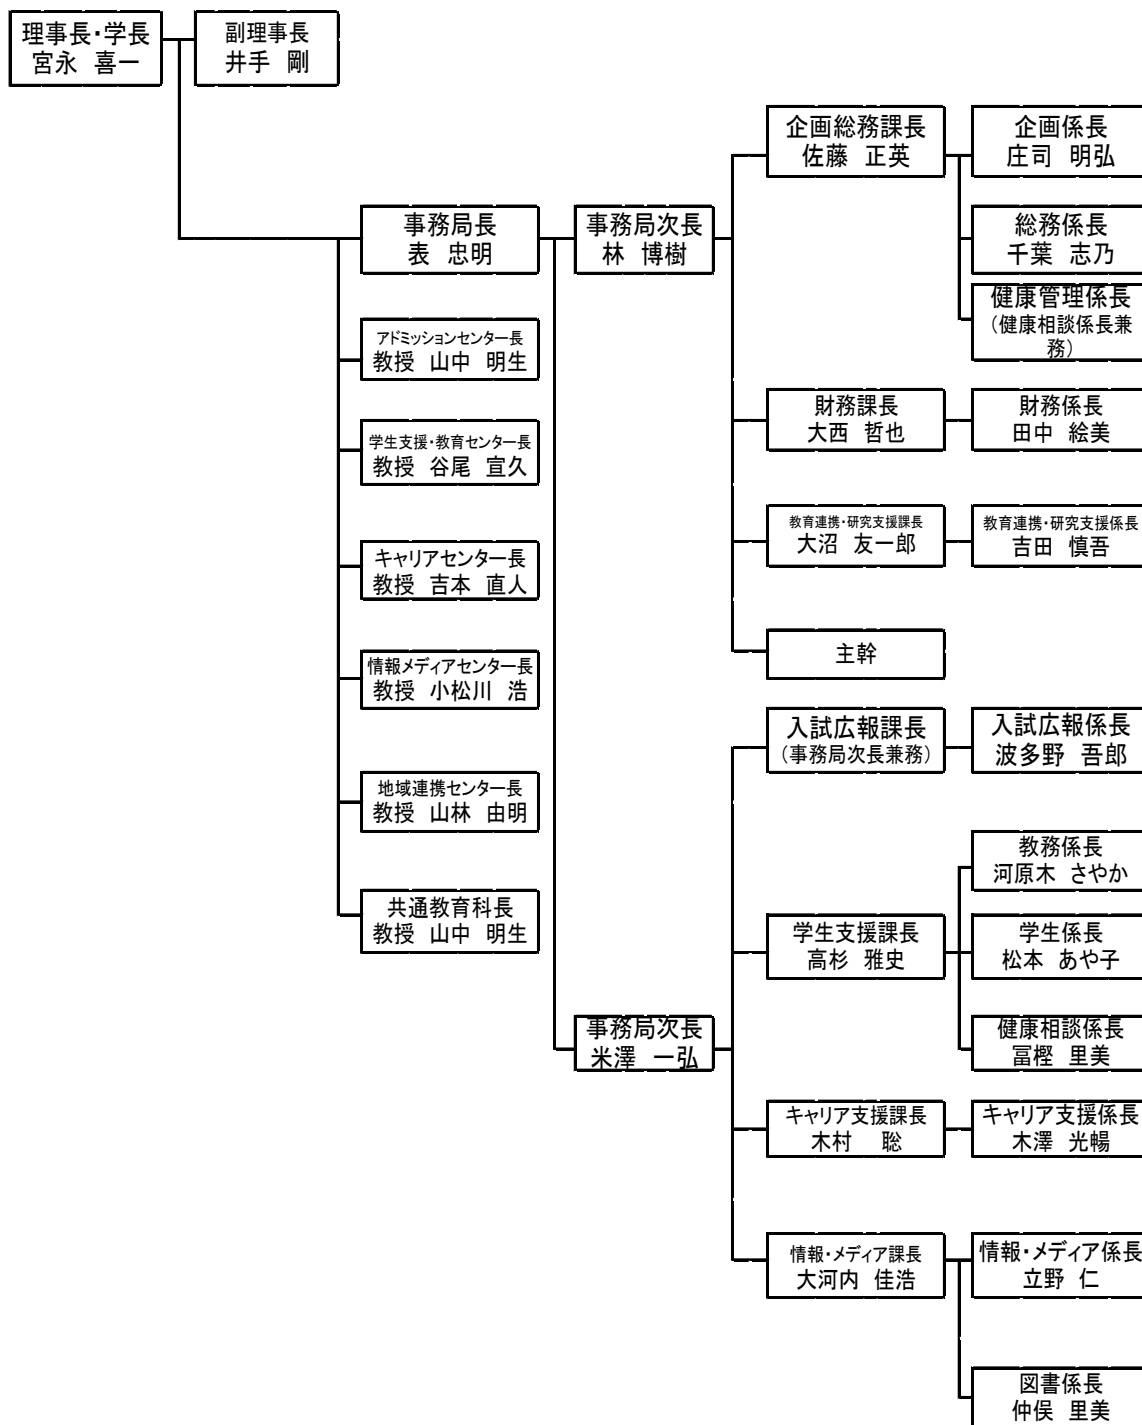 理事長・学長
宮永 喜一
副理事長
井手 剛
企画総務課長
佐藤 正英
企画係長
庄司 明弘
事務局長
表 忠明
事務局次長
林 博樹
総務係長
千葉 志乃
健康管理係長
(健康相談係長兼
務)
アドミッションセンター長
教授 山中 明生
財務課長
大西 哲也
財務係長
田中 絵美
学生支援・教育センター長
教授 谷尾 宣久
教育連携・研究支援課長
大沼 友一郎
教育連携・研究支援係長
吉田 慎吾
キャリアセンター長
教授 吉本 直人
主幹
情報メディアセンター長
教授 小松川 浩
入試広報課長
(事務局次長兼務)
入試広報係長
波多野 吾郎
地域連携センター長
教授 山林 由明
教務係長
河原木 さやか
共通教育科長
教授 山中 明生
学生支援課長
高杉 雅史
学生係長
松本 あや子
事務局次長
米澤 一弘
健康相談係長
冨樫 里美
キャリア支援課長
木村 聡
キャリア支援係長
木澤 光暢
情報・メディア課長
大河内 佳浩
情報・メディア係長
立野 仁
図書係長
仲俣 里美